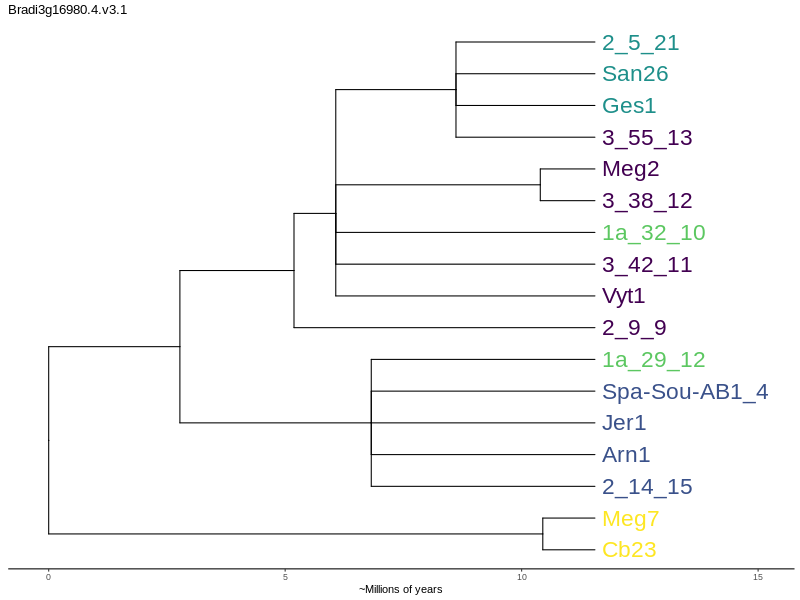 Bradi3g16980.4.v3.1
2_5_21
San26
Ges1
3_55_13
Meg2
3_38_12
1a_32_10
3_42_11
Vyt1
2_9_9
1a_29_12
Spa-Sou-AB1_4
Jer1
Arn1
2_14_15
Meg7
Cb23
0 5 10 15
~Millions of years